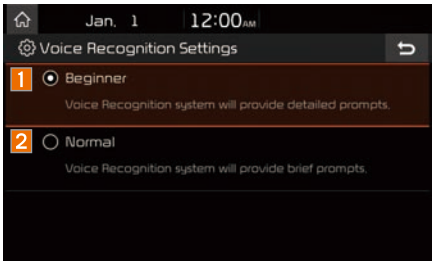 Jan. 1 12:00AM
Voice Recognition Settings
1 Beginner
Voice Recognition system will provide detailed prompts.
2 Normal
Voice Recognition system will provide brief prompts.